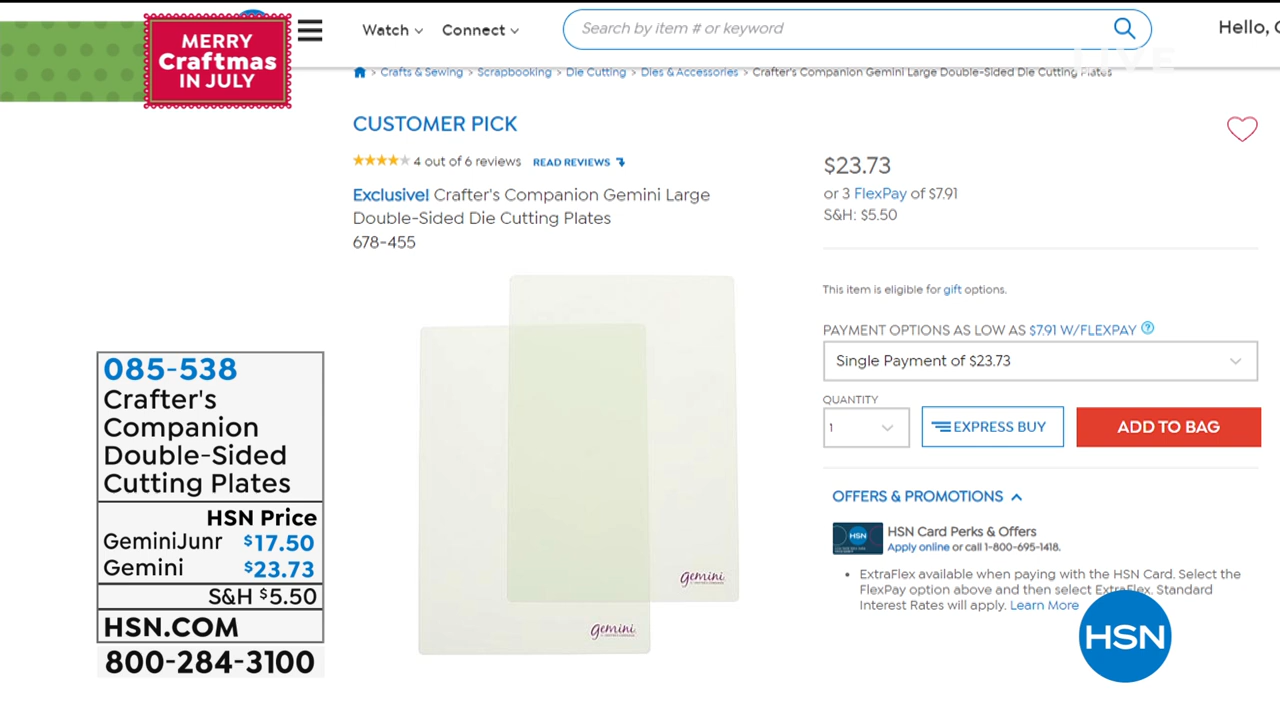 MERRY
Craftmas
IN JULY
Watch
Connect
Search by item # or keyword
Hello,
LIVE
> Crafts & Sewing > Scrapbooking > Die Cutting > Dies & Accessories > Crafter's Companion Gemini Large Double-Sided Die Cutting Plates
CUSTOMER PICK
4 out of 6 reviews READ REVIEWS
Exclusive! Crafter's Companion Gemini Large
Double-Sided Die Cutting Plates
678-455
$23.73
or 3 FlexPay of $7.91
S&H: $5.50
This item is eligible for gift options.
PAYMENT OPTIONS AS LOW AS $7.91 W/FLEXPAY ?
Single Payment of $23.73
QUANTITY
1
EXPRESS BUY
ADD TO BAG
OFFERS & PROMOTIONS
HSN
HSN Card Perks & Offers
Apply online or call 1-800-695-1418.
• ExtraFlex available when paying with the HSN Card. Select the
FlexPay option above and then select ExtraFlex. Standard
Interest Rates will apply. Learn More
gemini
gemini
085-538
Crafter's
Companion
Double-Sided
Cutting Plates
HSN Price
GeminiJunr $17.50
Gemini $23.73
S&H $5.50
HSN.COM
800-284-3100
HSN